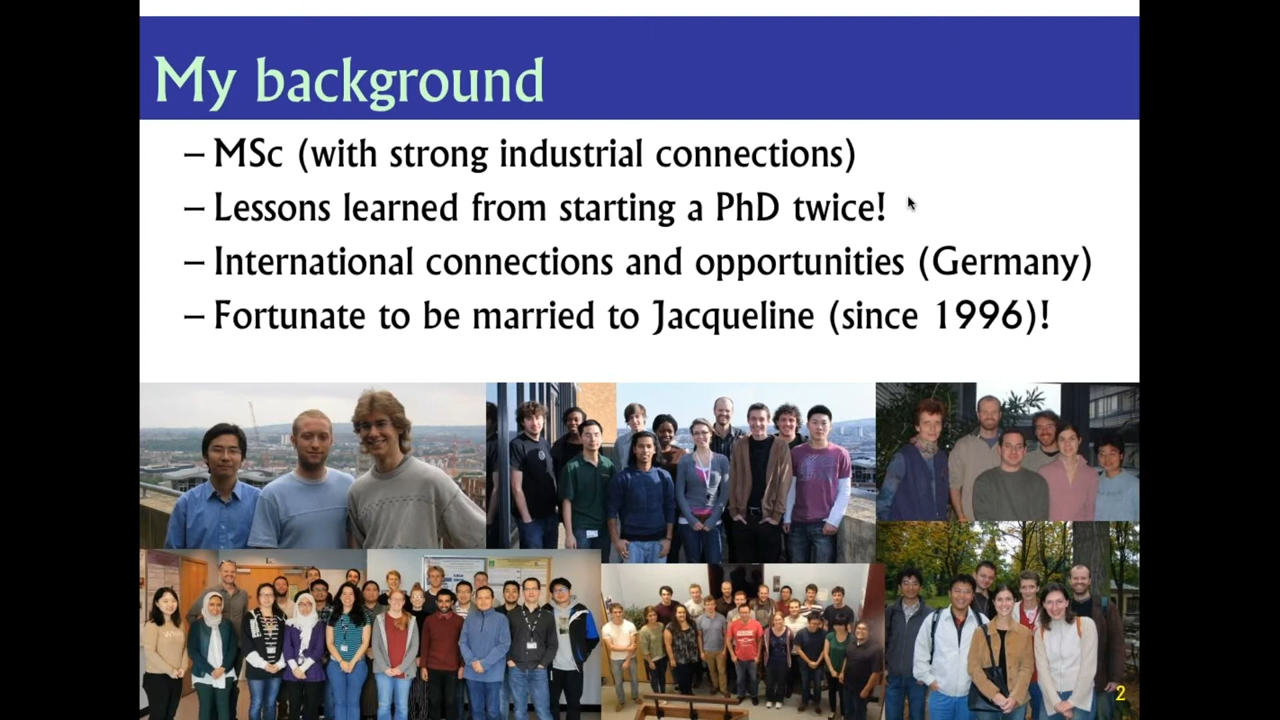 My background
– MSc (with strong industrial connections)
– Lessons learned from starting a PhD twice!
– International connections and opportunities (Germany)
– Fortunate to be married to Jacqueline (since 1996)!
2